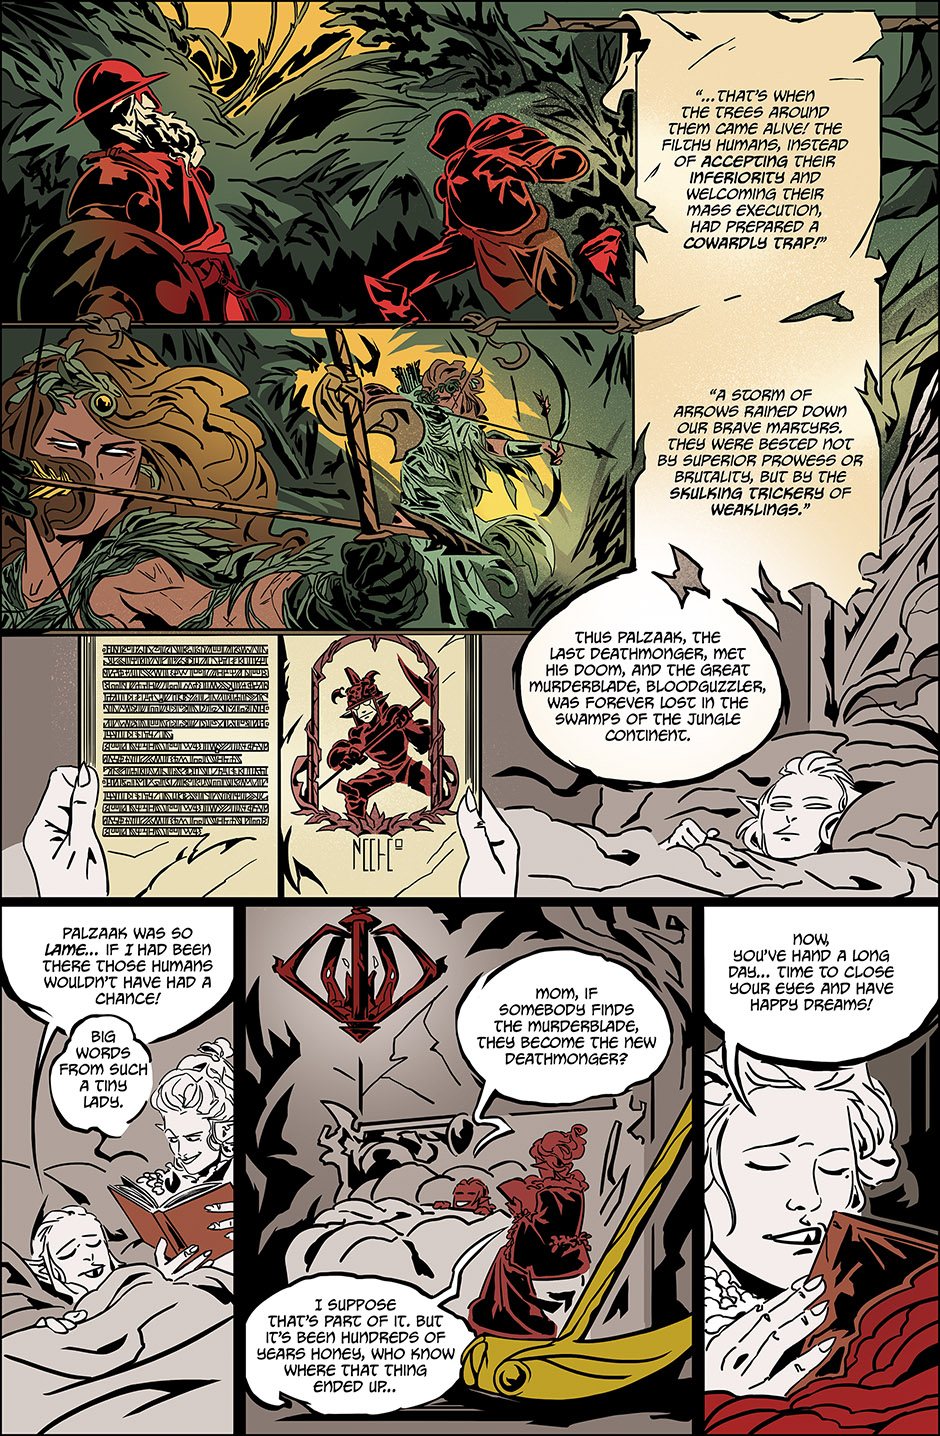 “...THAT'S WHEN
THE TREES AROUND
THEM CAME ALIVE! THE
FILTHY HUMANS, INSTEAD
OF ACCEPTING THEIR
INFERIORITY AND
WELCOMING THEIR
MASS EXECUTION,
HAD PREPARED A
COWARDLY TRAP!”
“A STORM OF
ARROWS RAINED DOWN
OUR BRAVE MARTYRS.
THEY WERE BESTED NOT
BY SUPERIOR PROWESS OR
BRUTALITY, BUT BY THE
SKULKING TRICKERY OF
WEAKLINGS.”
THUS PALZAAK, THE
LAST DEATHMONGER, MET
HIS DOOM, AND THE GREAT
MURDERBLADE, BLOODGUZZLER,
WAS FOREVER LOST IN THE
SWAMPS OF THE JUNGLE
CONTINENT.
PALZAAK WAS SO
LAME... IF I HAD BEEN
THERE THOSE HUMANS
WOULDN'T HAVE HAD A
CHANCE!
BIG
WORDS
FROM SUCH
A TINY
LADY.
MOM, IF
SOMEBODY FINDS
THE MURDERBLADE,
THEY BECOME THE NEW
DEATHMONGER?
I SUPPOSE
THAT'S PART OF IT. BUT
IT'S BEEN HUNDREDS OF
YEARS HONEY, WHO KNOW
WHERE THAT THING
ENDED UP...
NOW,
YOU'VE HAND A LONG
DAY... TIME TO CLOSE
YOUR EYES AND HAVE
HAPPY DREAMS!